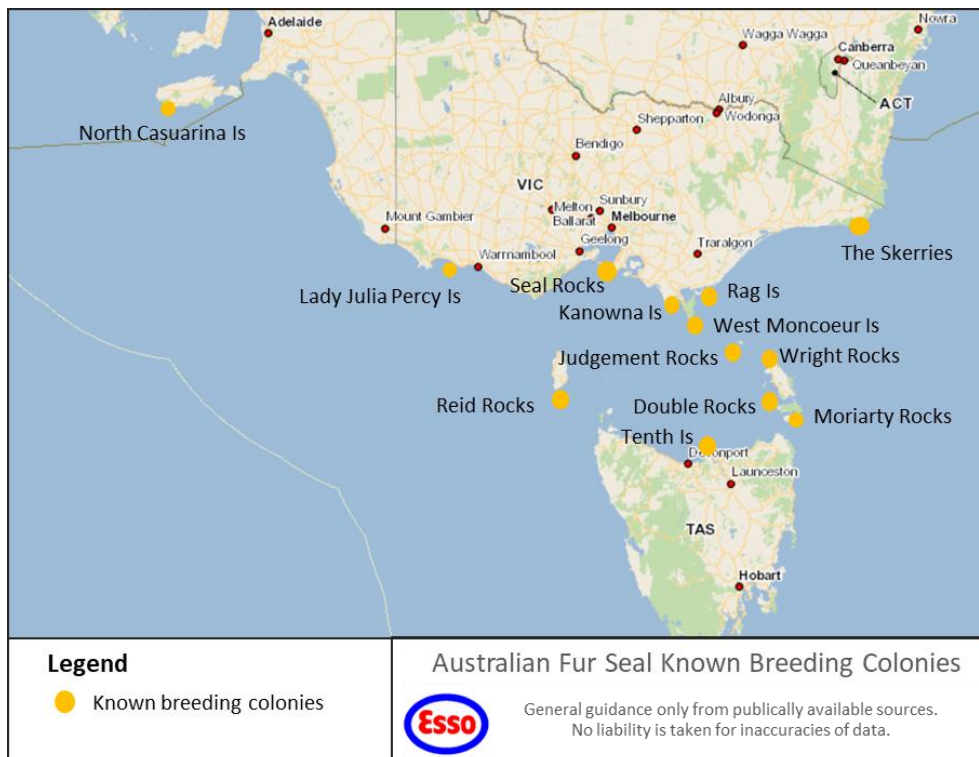 Adelaide
Nowra
Wagga Wagga
Canberra
Queanbeyan
ACT
North Casuarina Is
Albury
Wodonga
Shepparton
Bendigo
VIC
Sunbury
Melton
Ballarat
Melbourne
Mount Gambier
Geelong
Traralgon
Warrnambool
The Skerries
Lady Julia Percy Is
Seal Rocks
Rag Is
Kanowna Is
West Moncoeur Is
Judgement Rocks
Wright Rocks
Reid Rocks
Double Rocks
Moriarty Rocks
Tenth Is
Devonport
Launceston
TAS
Hobart
Legend
Known breeding colonies
Australian Fur Seal Known Breeding Colonies
Esso
General guidance only from publically available sources.
No liability is taken for inaccuracies of data.